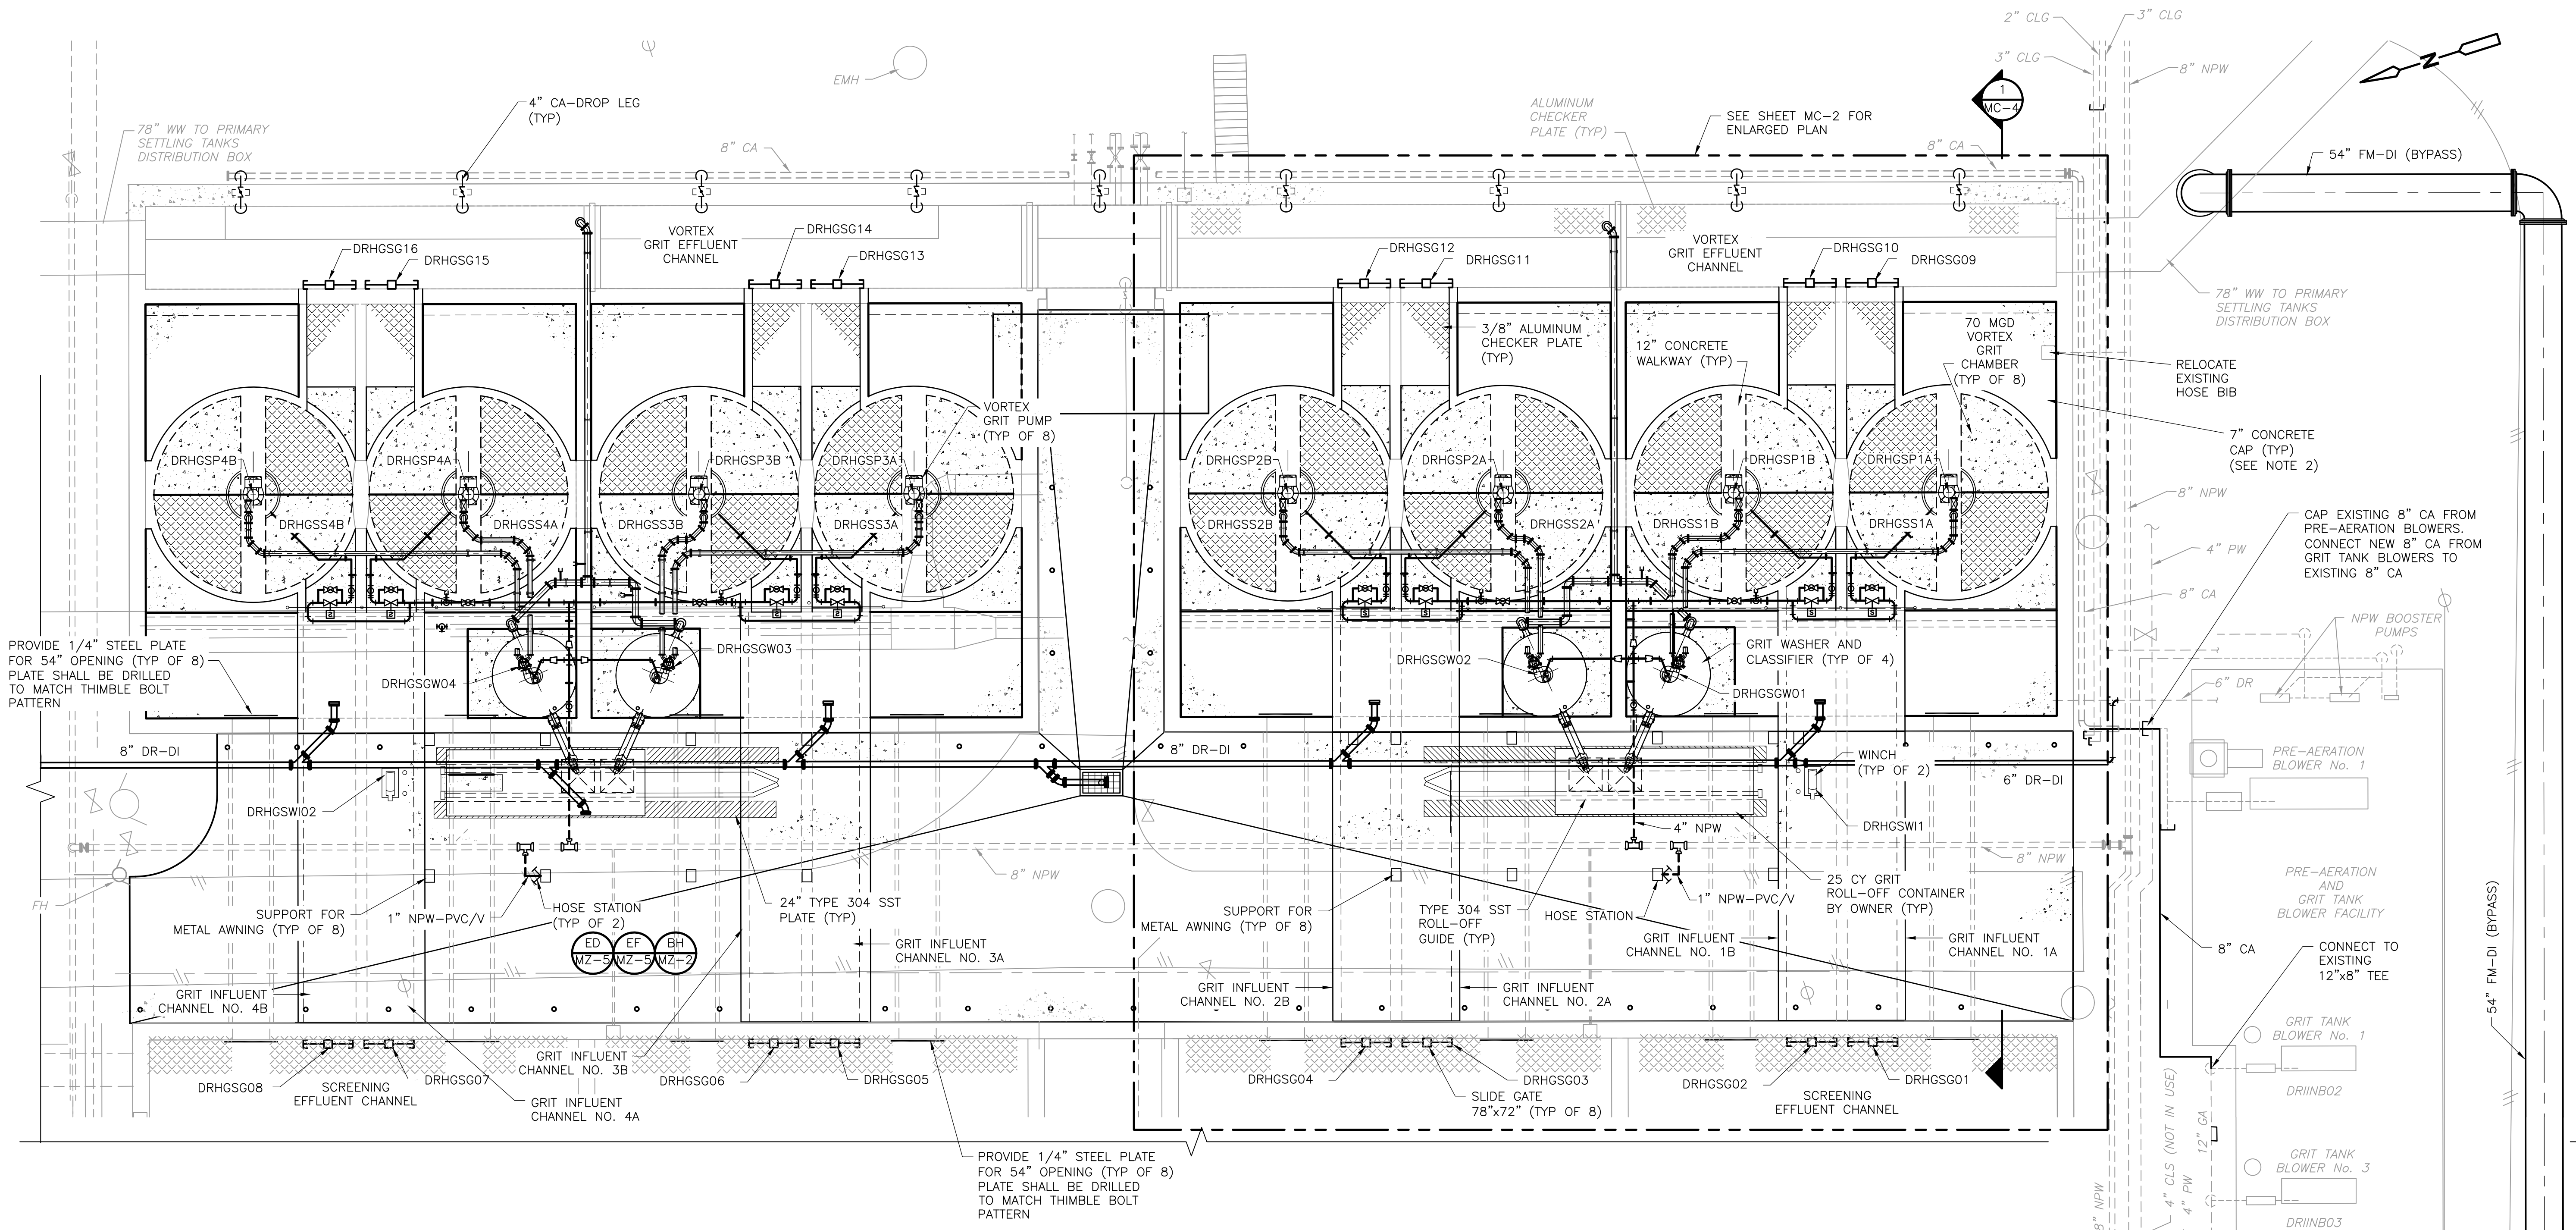 2" CLG
3" CLG
3" CLG
8" NPW
N
EMH
4" CA-DROP LEG
(TYP)
78" WW TO PRIMARY
SETTLING TANKS
DISTRIBUTION BOX
8" CA
ALUMINUM
CHECKER
PLATE (TYP)
SEE SHEET MC-2 FOR
ENLARGED PLAN
1
MC-4
8" CA
54" FM-DI (BYPASS)
DRHGSG16
DRHGSG15
VORTEX
GRIT EFFLUENT
CHANNEL
DRHGSG14
DRHGSG13
DRHGSG12
DRHGSG11
VORTEX
GRIT EFFLUENT
CHANNEL
DRHGSG10
DRHGSG09
78" WW TO PRIMARY
SETTLING TANKS
DISTRIBUTION BOX
3/8" ALUMINUM
CHECKER PLATE
(TYP)
12" CONCRETE
WALKWAY (TYP)
70 MGD
VORTEX
GRIT
CHAMBER
(TYP OF 8)
RELOCATE
EXISTING
HOSE BIB
VORTEX
GRIT PUMP
(TYP OF 8)
7" CONCRETE
CAP (TYP)
(SEE NOTE 2)
DRHGSP4B
DRHGSP4A
DRHGSP3B
DRHGSP3A
DRHGSP2B
DRHGSP2A
DRHGSP1B
DRHGSP1A
8" NPW
DRHGSS4B
DRHGSS4A
DRHGSS3B
DRHGSS3A
DRHGSS2B
DRHGSS2A
DRHGSS1B
DRHGSS1A
CAP EXISTING 8" CA FROM
PRE-AERATION BLOWERS.
CONNECT NEW 8" CA FROM
GRIT TANK BLOWERS TO
EXISTING 8" CA
4" PW
8" CA
S
S
S
S
S
S
S
S
NPW BOOSTER
PUMPS
PROVIDE 1/4" STEEL PLATE
FOR 54" OPENING (TYP OF 8)
PLATE SHALL BE DRILLED
TO MATCH THIMBLE BOLT
PATTERN
DRHGSGW04
DRHGSGW03
DRHGSGW02
DRHGSGW01
GRIT WASHER AND
CLASSIFIER (TYP OF 4)
6" DR
8" DR-DI
8" DR-DI
WINCH
(TYP OF 2)
6" DR-DI
PRE-AERATION
BLOWER No. 1
DRHGSWI02
DRHGSWI1
4" NPW
8" NPW
8" NPW
FH
SUPPORT FOR
METAL AWNING (TYP OF 8)
1" NPW-PVC/V
HOSE STATION
(TYP OF 2)
24" TYPE 304 SST
PLATE (TYP)
SUPPORT FOR
METAL AWNING (TYP OF 8)
TYPE 304 SST
ROLL-OFF
GUIDE (TYP)
HOSE STATION
1" NPW-PVC/V
25 CY GRIT
ROLL-OFF CONTAINER
BY OWNER (TYP)
PRE-AERATION
AND
GRIT TANK
BLOWER FACILITY
ED
MZ-5
EF
MZ-5
BH
MZ-2
GRIT INFLUENT
CHANNEL NO. 3A
GRIT INFLUENT
CHANNEL NO. 1B
GRIT INFLUENT
CHANNEL NO. 1A
8" CA
CONNECT TO
EXISTING
12"x8" TEE
54" FM-DI (BYPASS)
GRIT INFLUENT
CHANNEL NO. 4B
GRIT INFLUENT
CHANNEL NO. 2B
GRIT INFLUENT
CHANNEL NO. 2A
GRIT TANK
BLOWER No. 1
DRIINB02
GRIT INFLUENT
CHANNEL NO. 3B
DRHGSG08
DRHGSG07
SCREENING
EFFLUENT CHANNEL
GRIT INFLUENT
CHANNEL NO. 4A
DRHGSG06
DRHGSG05
DRHGSG04
DRHGSG03
SLIDE GATE
78"x72" (TYP OF 8)
DRHGSG02
DRHGSG01
SCREENING
EFFLUENT CHANNEL
PROVIDE 1/4" STEEL PLATE
FOR 54" OPENING (TYP OF 8)
PLATE SHALL BE DRILLED
TO MATCH THIMBLE BOLT
PATTERN
8" NPW
4" CLS (NOT IN USE)
4" PW
12" GA
GRIT TANK
BLOWER No. 3
DRIINB03